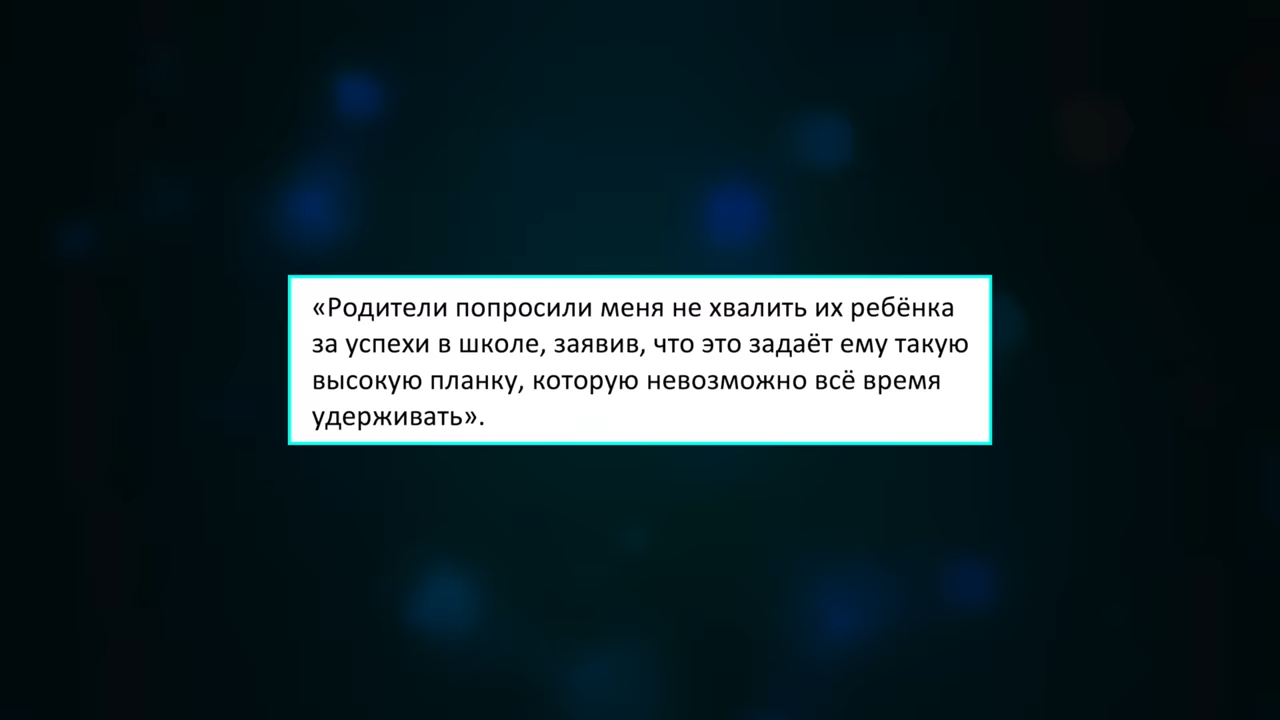 «Родители попросили меня не хвалить их ребёнка
за успехи в школе, заявив, что это задаёт ему такую
высокую планку, которую невозможно всё время
удерживать».